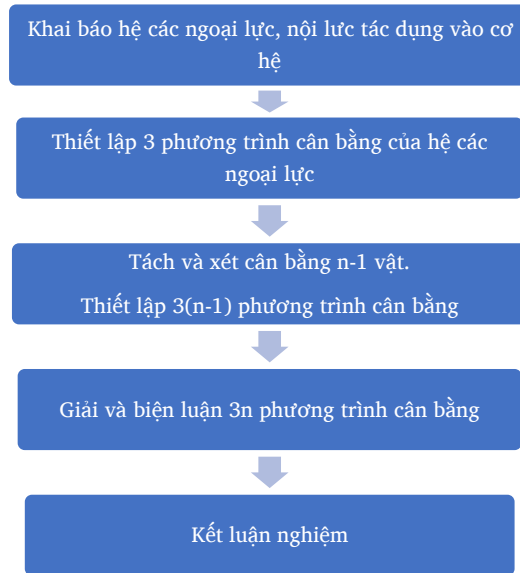 Khai báo hệ các ngoại lực, nội lưc tác dụng vào cơ
hệ
Thiết lập 3 phương trình cân bằng của hệ các
ngoại lực
Tách và xét cân bằng n-1 vật.
Thiết lập 3(n-1) phương trình cân bằng
Giải và biện luận 3n phương trình cân bằng
Kết luận nghiệm